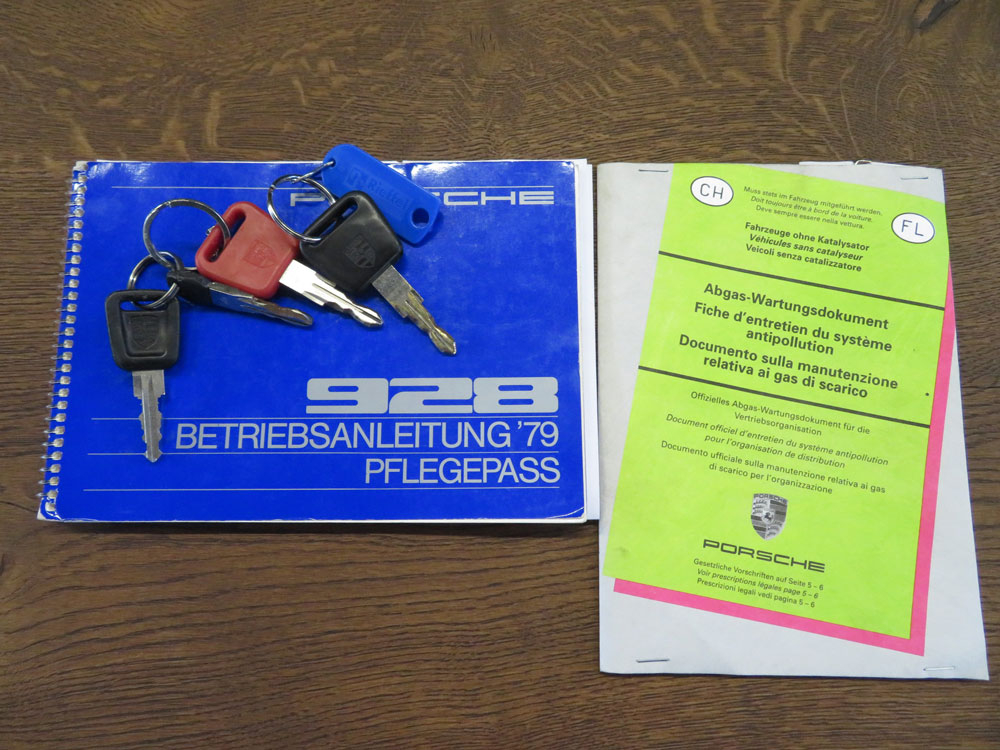 PORSCHE
928
BETRIEBSANLEITUNG '79
PFLEGEPASS
CH
FL
Muss stets im Fahrzeug mitgeführt werden.
Doit toujours être à bord de la voiture.
Deve sempre essere nella vettura.
Fahrzeuge ohne Katalysator
Véhicules sans catalyseur
Veicoli senza catalizzatore
Abgas-Wartungsdokument
Fiche d'entretien du système
antipollution
Documento sulla manutenzione
relativa ai gas di scarico
Offizielles Abgas-Wartungsdokument für die
Vertriebsorganisation
Document officiel d'entretien du système antipollution
pour l'organisation de distribution
Documento ufficiale sulla manutenzione relativa ai gas
di scarico per l'organizzazione
PORSCHE
Gesetzliche Vorschriften auf Seite 5 – 6
Voir prescriptions légales page 5 – 6
Prescrizioni legali vedi pagina 5 – 6